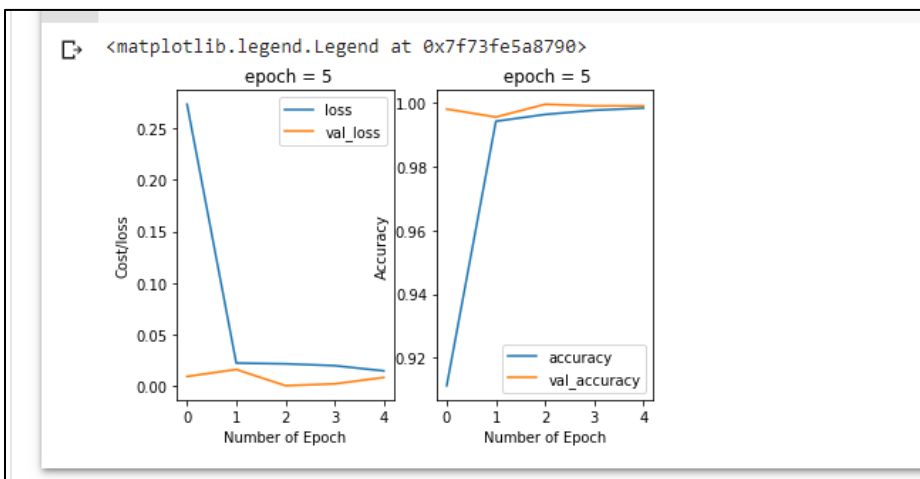 <matplotlib.legend.Legend at 0x7f73fe5a8790>
epoch = 5
Cost/loss
0.25
0.20
0.15
0.10
0.05
0.00
loss
val_loss
0 1 2 3 4
Number of Epoch
epoch = 5
Accuracy
1.00
0.98
0.96
0.94
0.92
accuracy
val_accuracy
0 1 2 3 4
Number of Epoch